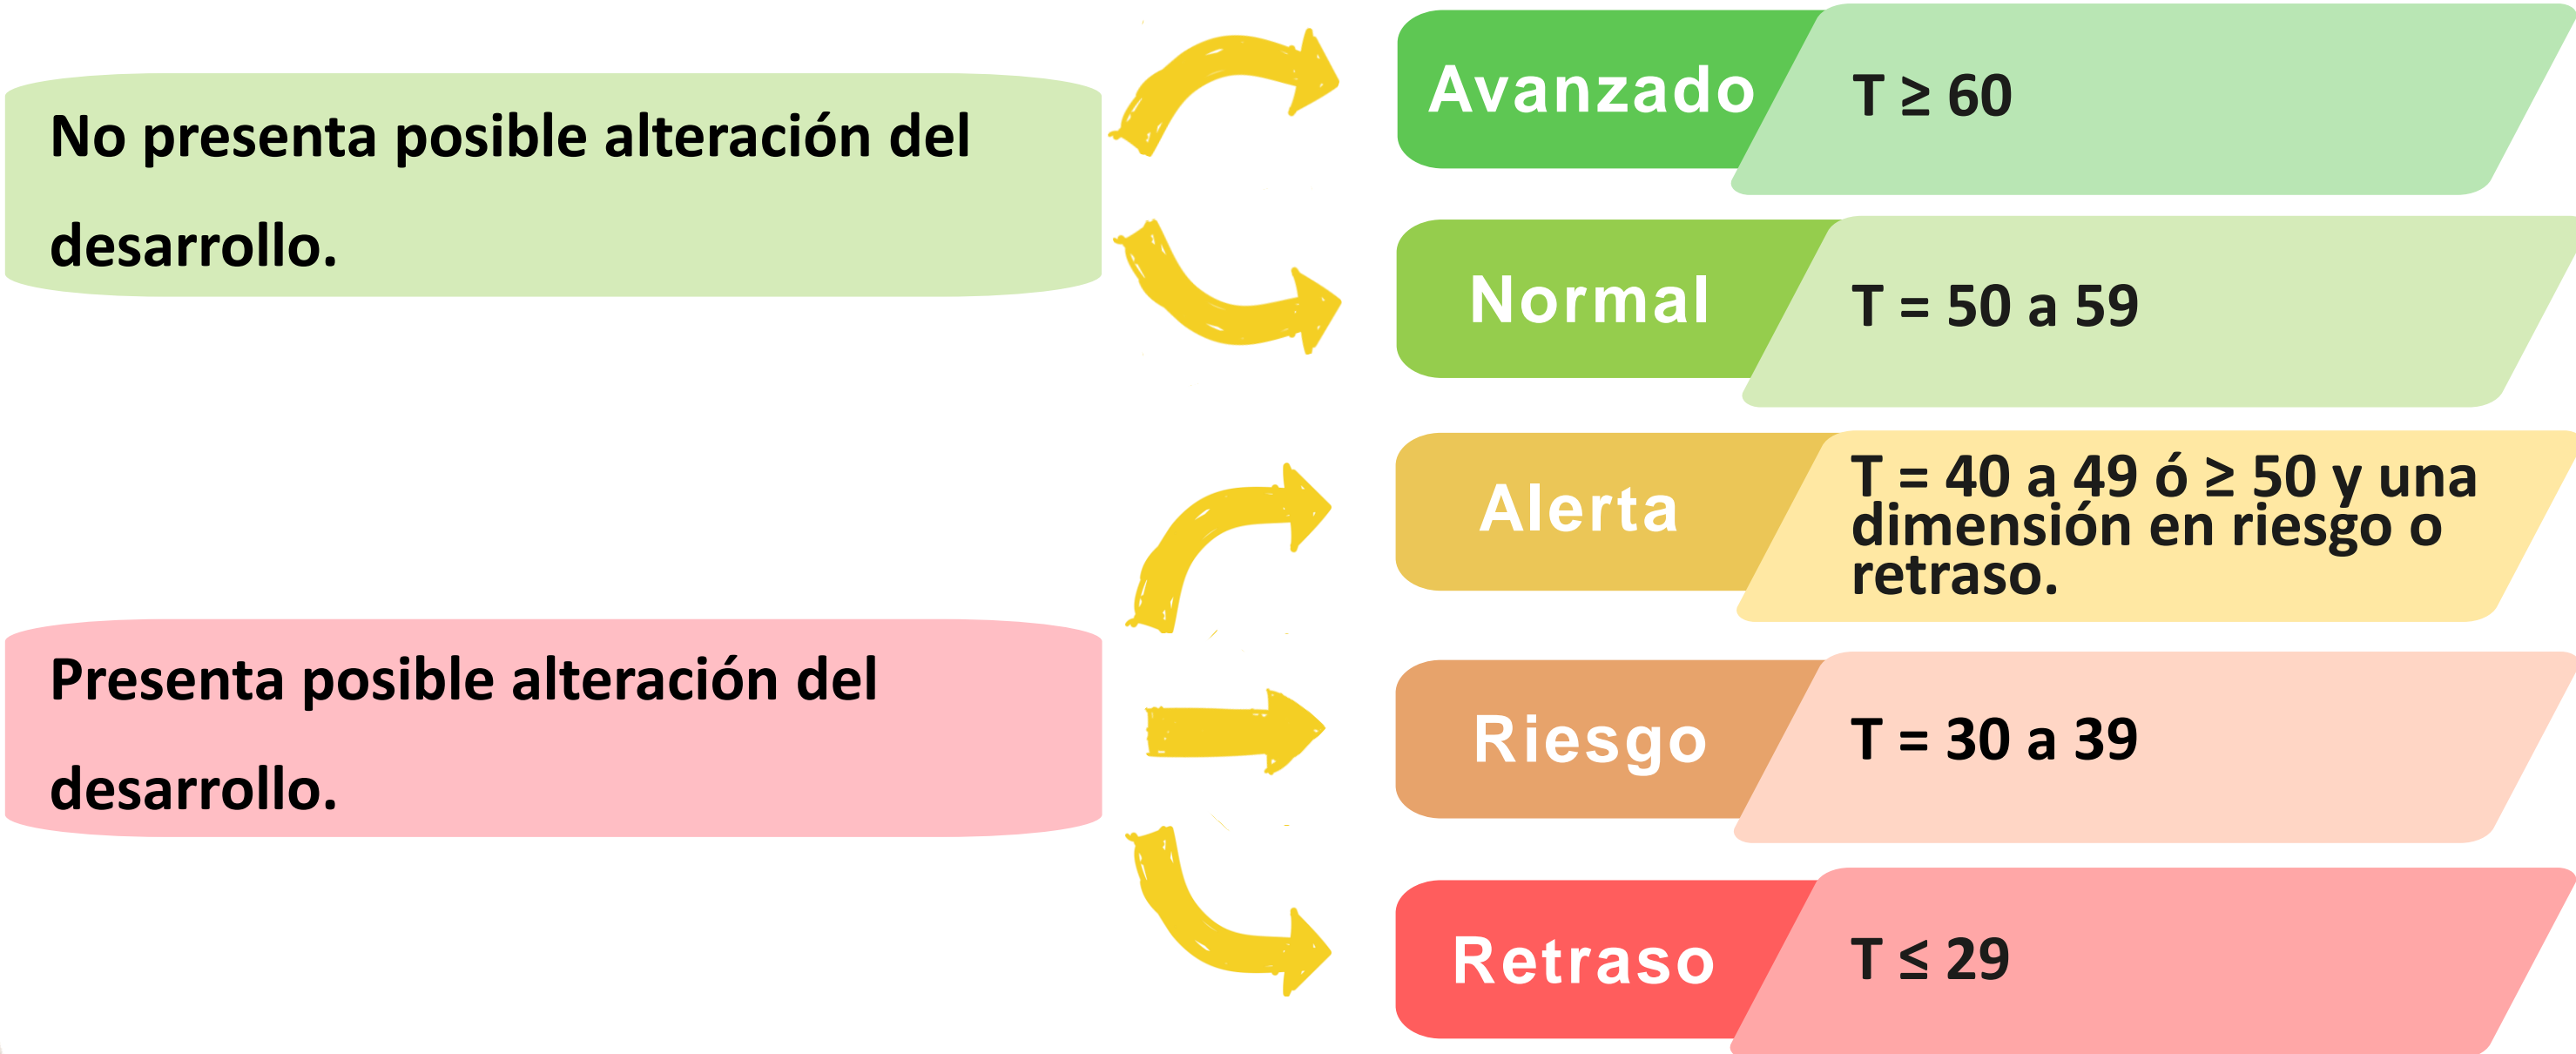 No presenta posible alteración del
desarrollo.
Avanzado
T ≥ 60
Normal
T = 50 a 59
Alerta
T = 40 a 49 ó ≥ 50 y una
dimensión en riesgo o
retraso.
Presenta posible alteración del
desarrollo.
Riesgo
T = 30 a 39
Retraso
T ≤ 29